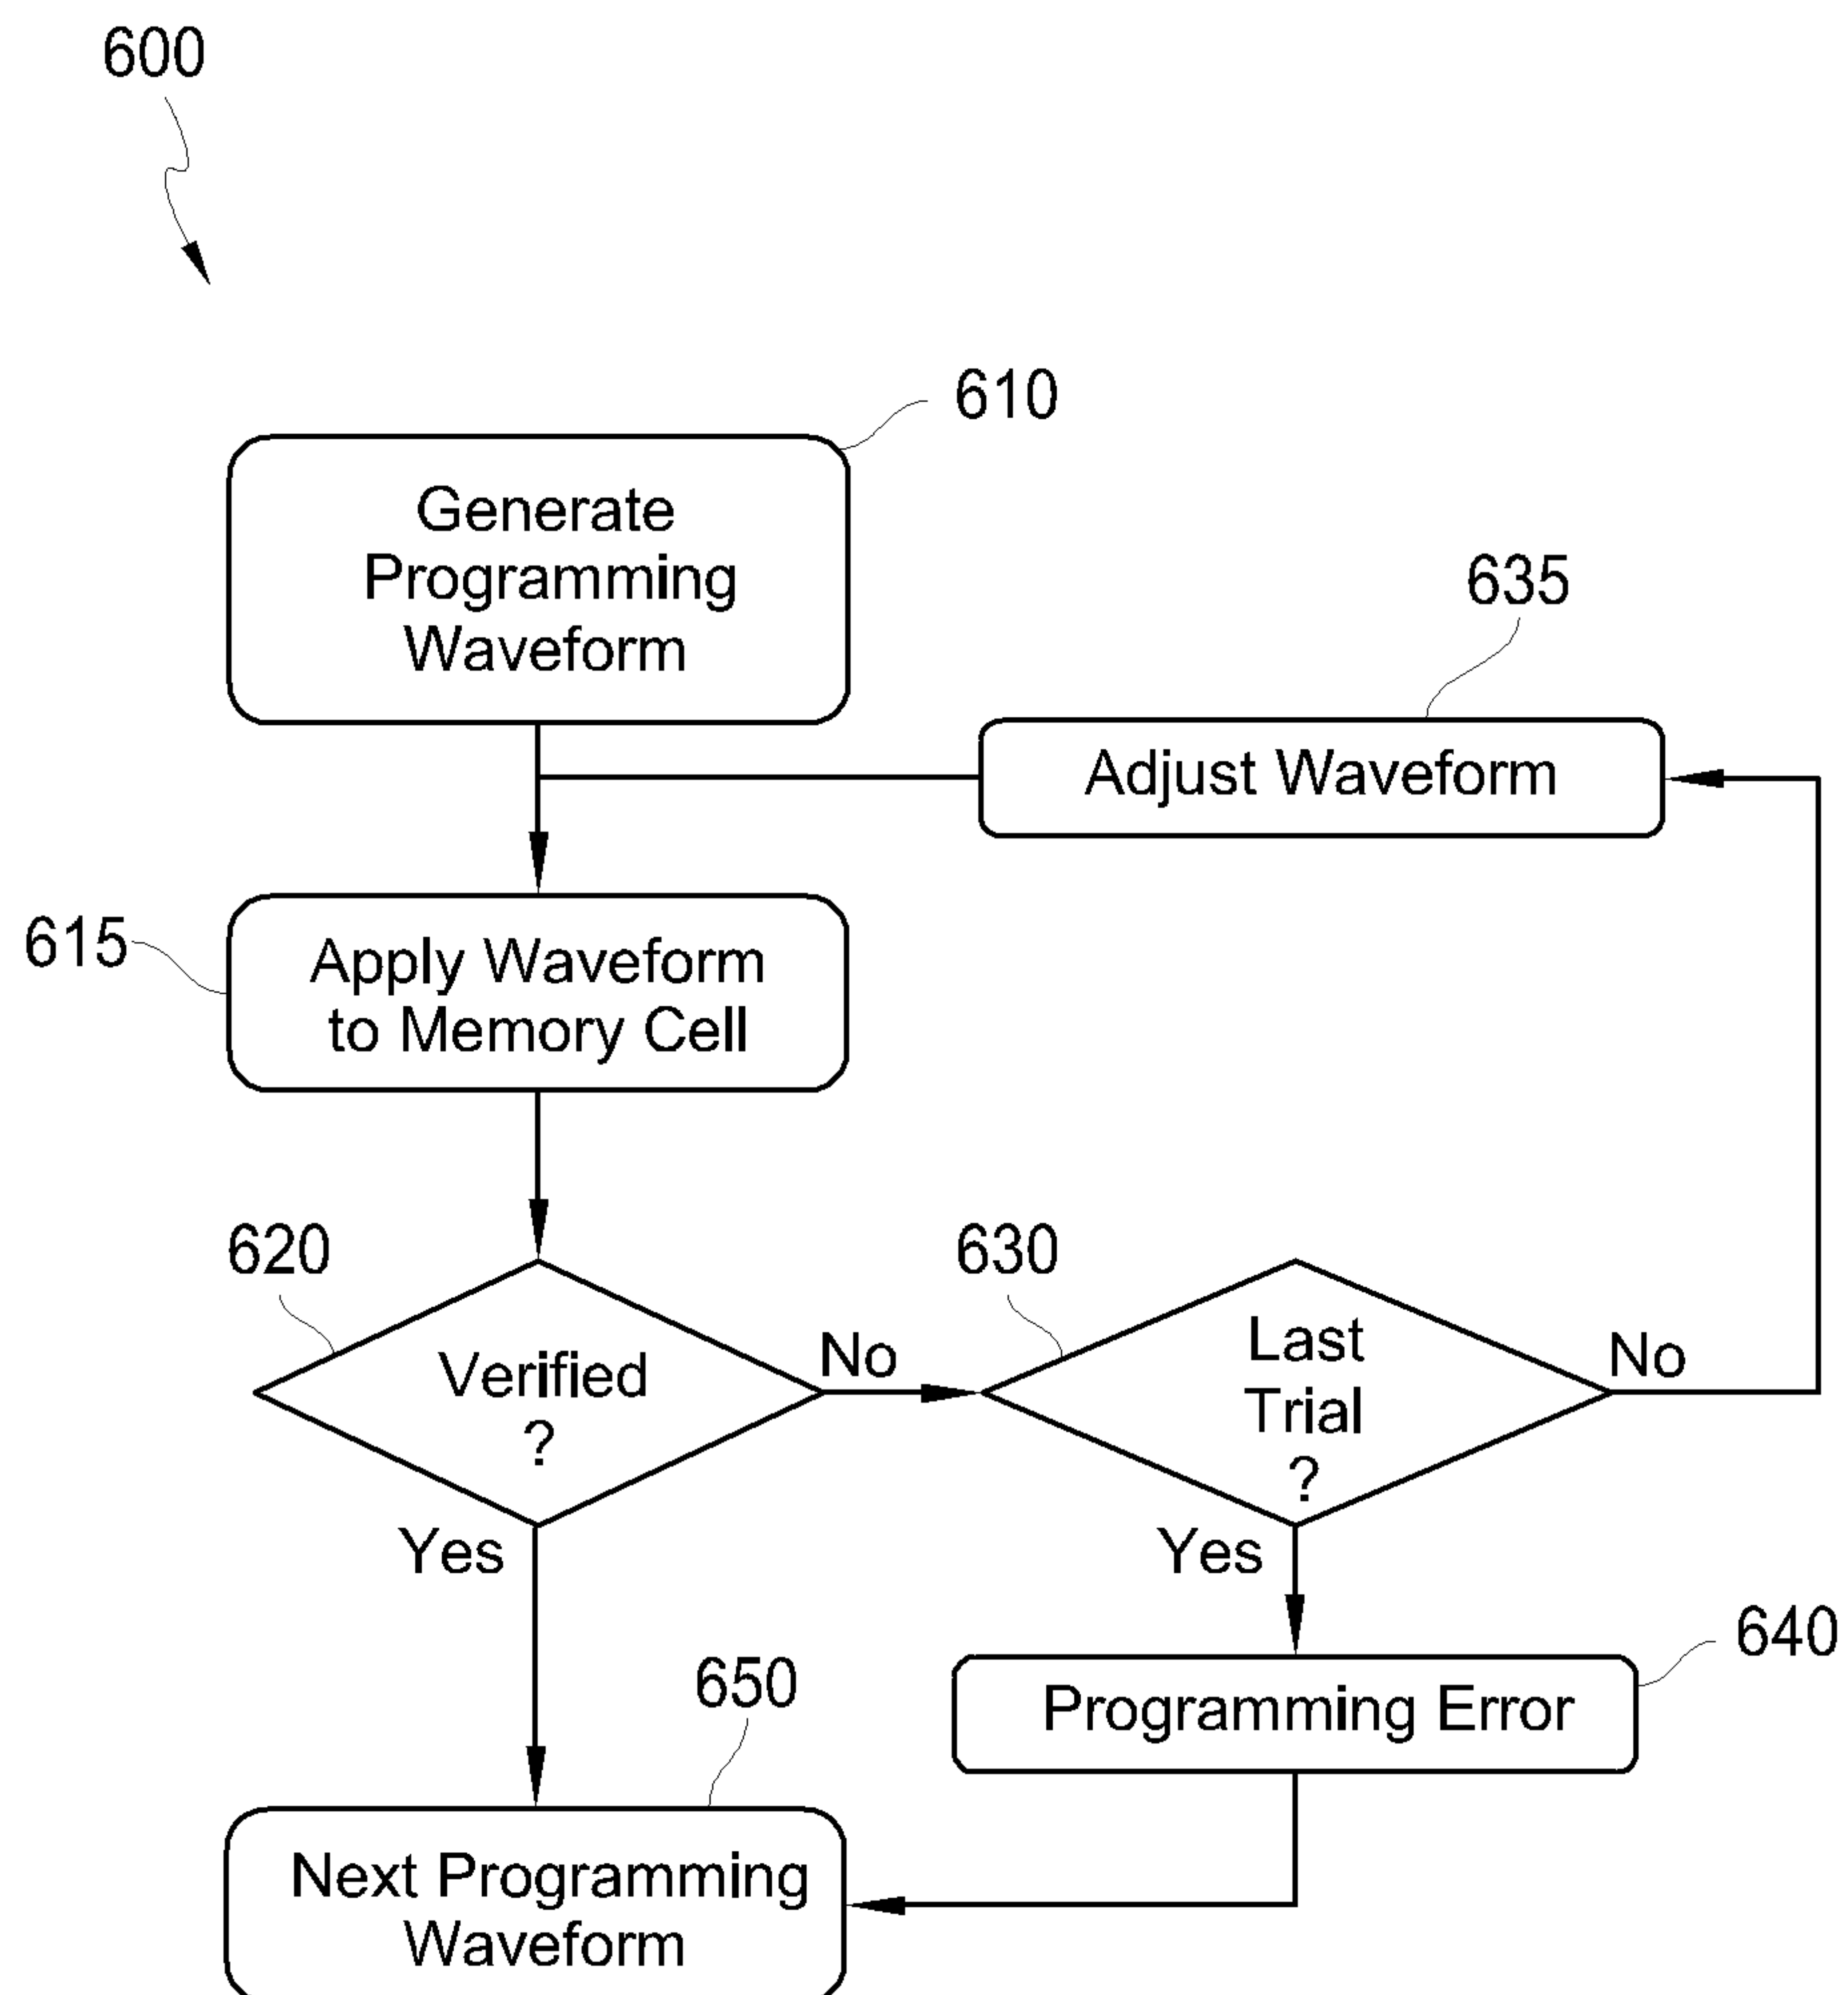 600
610
Generate
Programming
Waveform
635
Adjust Waveform
615
Apply Waveform
to Memory Cell
620
Verified
?
No
Yes
630
Last
Trial
?
No
Yes
640
Programming Error
650
Next Programming
Waveform